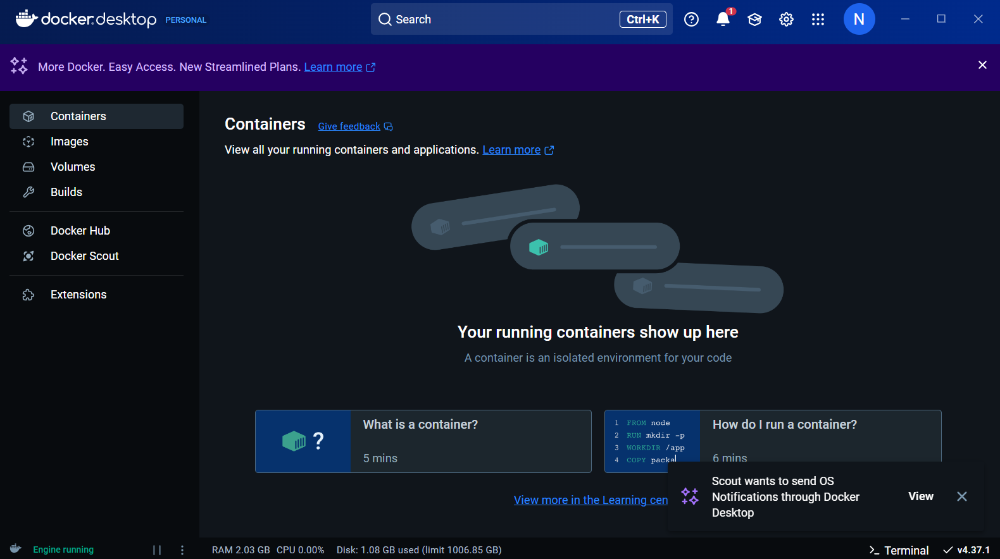 docker.desktop PERSONAL
Search
Ctrl+K
1
N
More Docker. Easy Access. New Streamlined Plans. Learn more
Containers
Images
Volumes
Builds
Docker Hub
Docker Scout
Extensions
Containers
Give feedback
View all your running containers and applications. Learn more
Your running containers show up here
A container is an isolated environment for your code
?
What is a container?
5 mins
1 FROM node
2 RUN mkdir -p
3 WORKDIR /app
4 COPY packa
How do I run a container?
6 mins
View more in the Learning cen
Scout wants to send OS
Notifications through Docker
Desktop
View
Engine running
RAM 2.03 GB CPU 0.00% Disk: 1.08 GB used (limit 1006.85 GB)
Terminal
v4.37.1